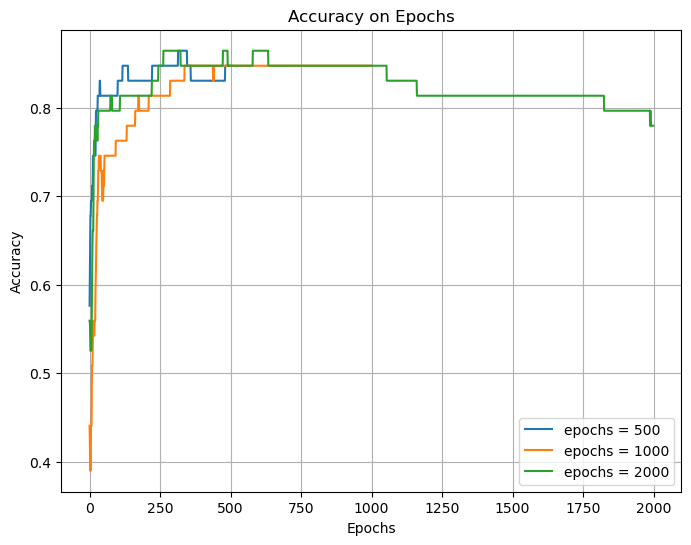 Accuracy on Epochs
Accuracy
0.8
0.7
0.6
0.5
0.4
0 250 500 750 1000 1250 1500 1750 2000
Epochs
epochs = 500
epochs = 1000
epochs = 2000